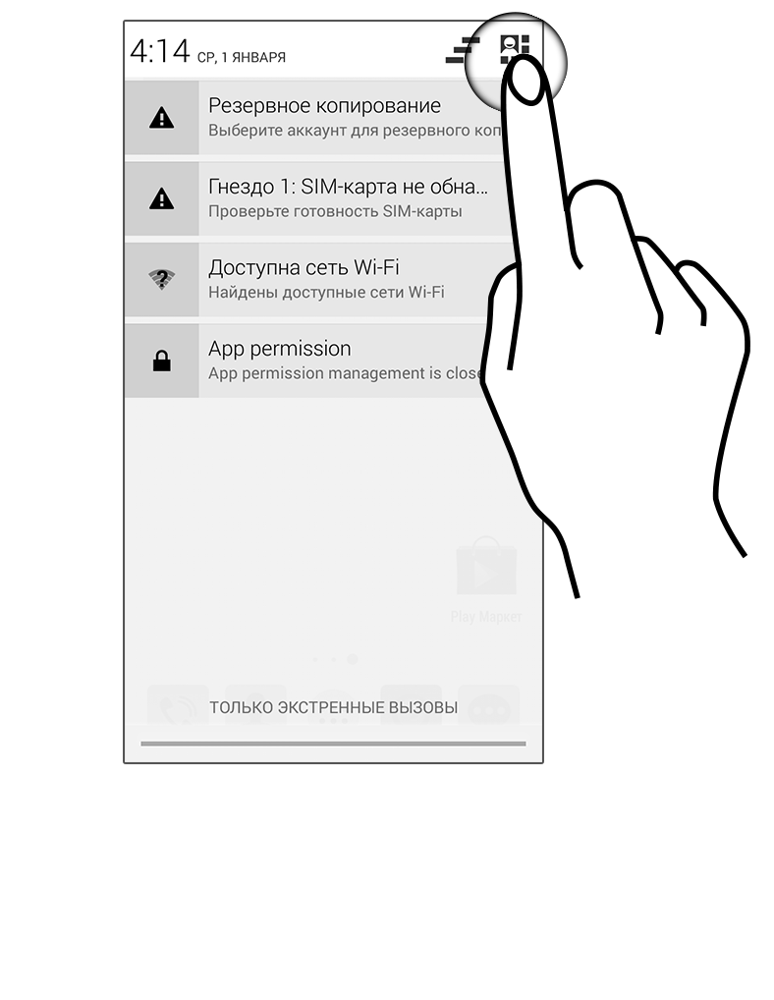 4:14 СР, 1 ЯНВАРЯ
Резервное копирование
Выберите аккаунт для резервного коп
Гнездо 1: SIM-карта не обна...
Проверьте готовность SIM-карты
Доступна сеть Wi-Fi
Найдены доступные сети Wi-Fi
App permission
App permission management is close
Play Маркет
ТОЛЬКО ЭКСТРЕННЫЕ ВЫЗОВЫ